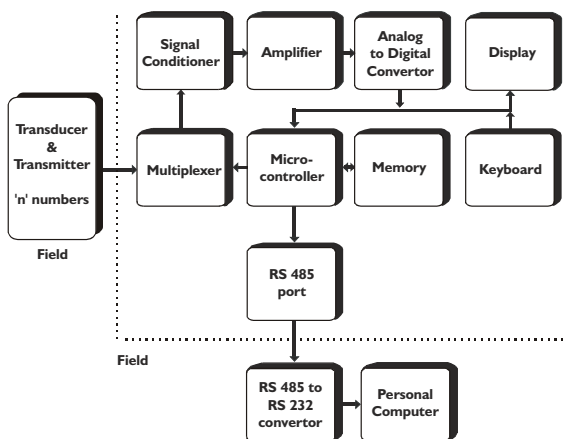 Signal
Conditioner
Amplifier
Analog
to Digital
Convertor
Display
Transducer
&
Transmitter
'n' numbers
Multiplexer
Micro-
controller
Memory
Keyboard
Field
RS 485
port
Field
RS 485 to
RS 232
convertor
Personal
Computer